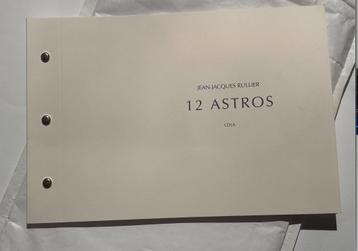 JEAN-JACQUES RULLIER
12 ASTROS
CDLA